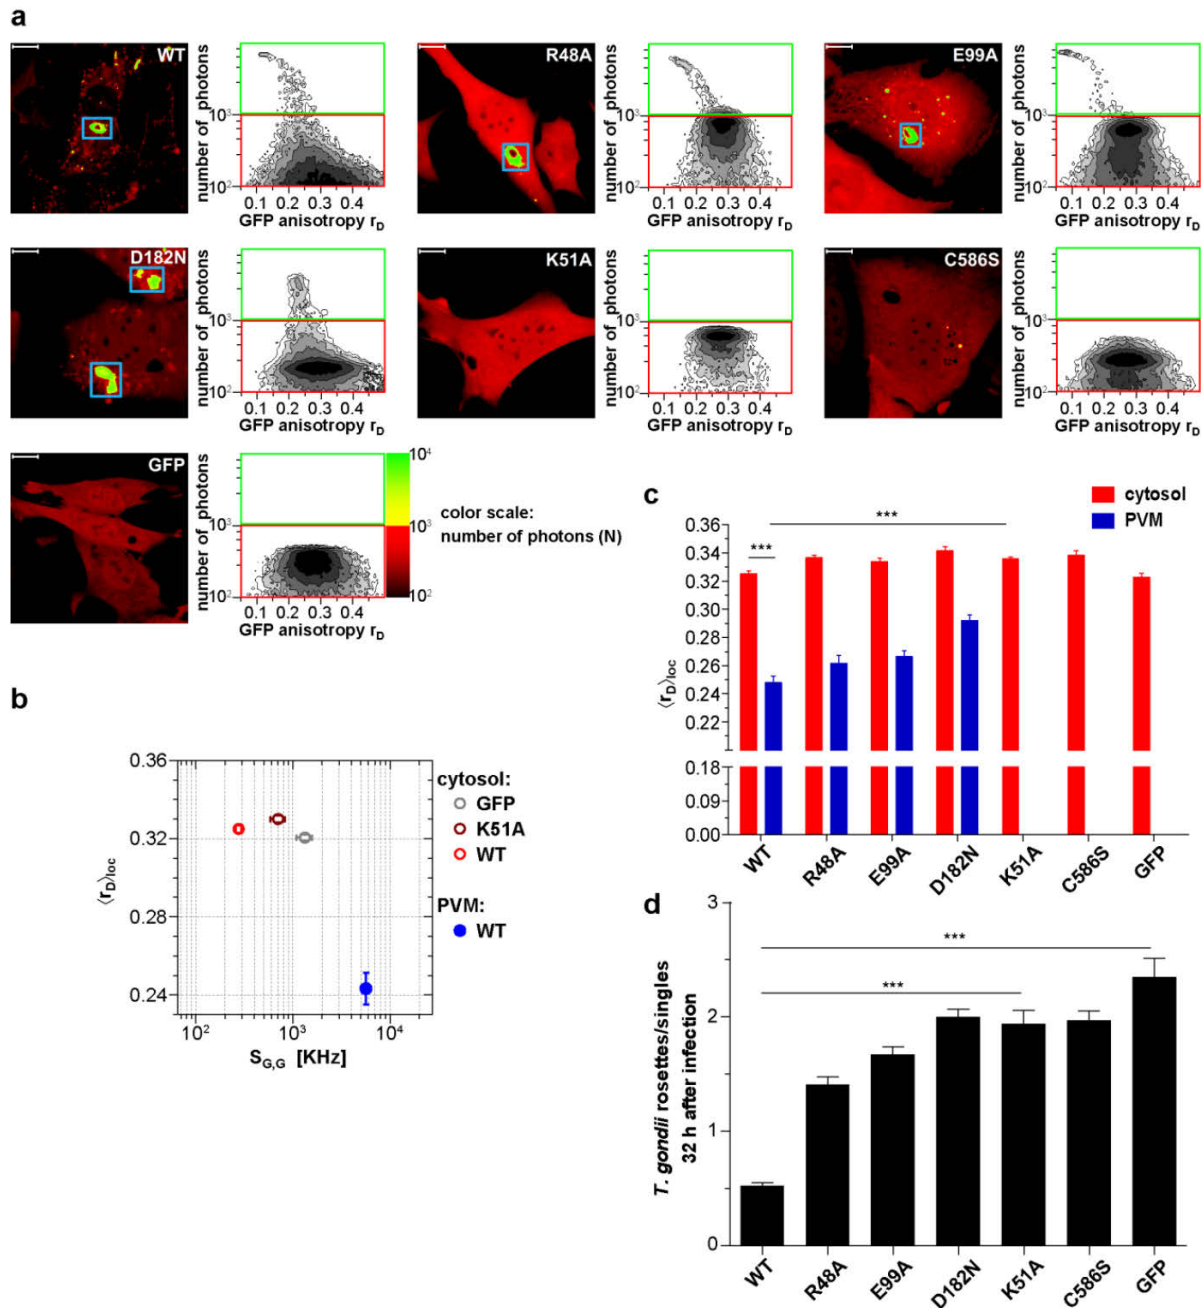 a
WT
number of photons
10³
10²
0.1 0.2 0.3 0.4
GFP anisotropy r_D
R48A
number of photons
10³
10²
0.1 0.2 0.3 0.4
GFP anisotropy r_D
E99A
number of photons
10³
10²
0.1 0.2 0.3 0.4
GFP anisotropy r_D
D182N
number of photons
10³
10²
0.1 0.2 0.3 0.4
GFP anisotropy r_D
K51A
number of photons
10³
10²
0.1 0.2 0.3 0.4
GFP anisotropy r_D
C586S
number of photons
10³
10²
0.1 0.2 0.3 0.4
GFP anisotropy r_D
GFP
number of photons
10³
10²
0.1 0.2 0.3 0.4
GFP anisotropy r_D
10⁴
10³
10²
color scale:
number of photons (N)
b
⟨r_D⟩loc
0.36
0.32
0.28
0.24
10² 10³ 10⁴
S_G,G [KHz]
cytosol:
GFP
K51A
WT
PVM:
WT
c
cytosol
PVM
⟨r_D⟩loc
0.36
0.34
0.32
0.30
0.28
0.26
0.24
0.22
0.18
0.09
0.00
***
***
WT R48A E99A D182N K51A C586S GFP
d
T. gondii rosettes/singles
32 h after infection
3
2
1
0
***
***
WT R48A E99A D182N K51A C586S GFP